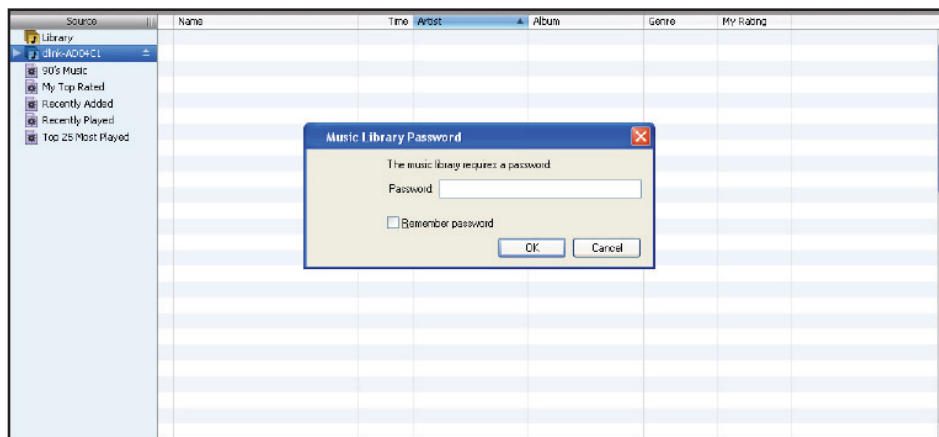 Source
Name Time Artist Album Genre My Rating
Library
dlink-AD04C1
90's Music
My Top Rated
Recently Added
Recently Played
Top 25 Most Played
Music Library Password
The music library requires a password
Password
Remember password
OK Cancel